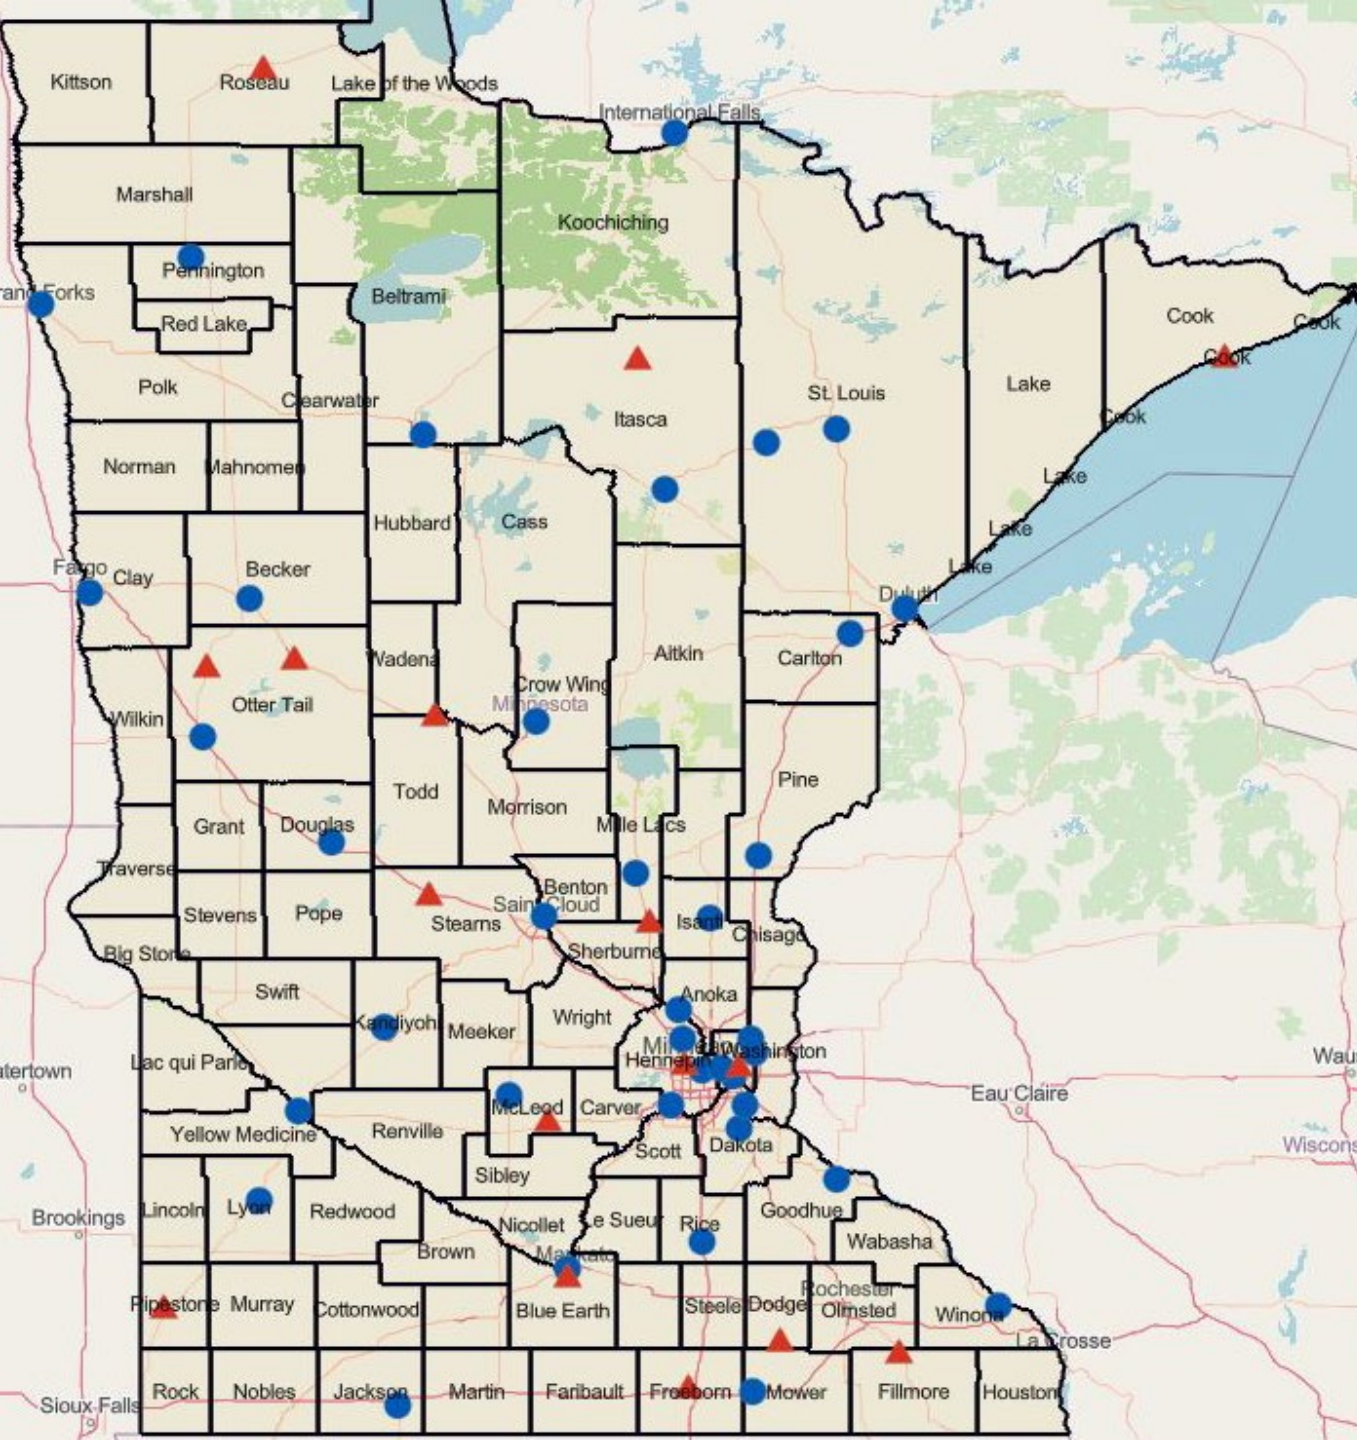 Kittson
Roseau
Lake of the Woods
International Falls
Marshall
Koochiching
Pennington
Beltrami
Grand Forks
Red Lake
Cook
Cook
Cook
Polk
Clearwater
St. Louis
Lake
Itasca
Cook
Norman
Mahnomen
Lake
Hubbard
Cass
Lake
Fargo
Clay
Becker
Lake
Duluth
Wadena
Aitkin
Carlton
Crow Wing
Minnesota
Otter Tail
Wilkin
Pine
Todd
Morrison
Grant
Douglas
Mille Lacs
Traverse
Benton
Saint Cloud
Stevens
Pope
Stearns
Isanti
Chisago
Big Stone
Sherburne
Swift
Anoka
Kandiyohi
Meeker
Wright
Washington
Hennepin
Lac qui Parle
Watertown
Eau Claire
McLeod
Carver
Yellow Medicine
Renville
Scott
Dakota
Wiscons
Sibley
Lincoln
Lyon
Redwood
Brookings
Nicollet
Le Sueur
Rice
Goodhue
Wabasha
Brown
Mankato
Rochester
Pipestone
Murray
Cottonwood
Blue Earth
Steele
Dodge
Olmsted
Winona
La Crosse
Rock
Nobles
Jackson
Martin
Faribault
Freeborn
Mower
Fillmore
Houston
Sioux Falls